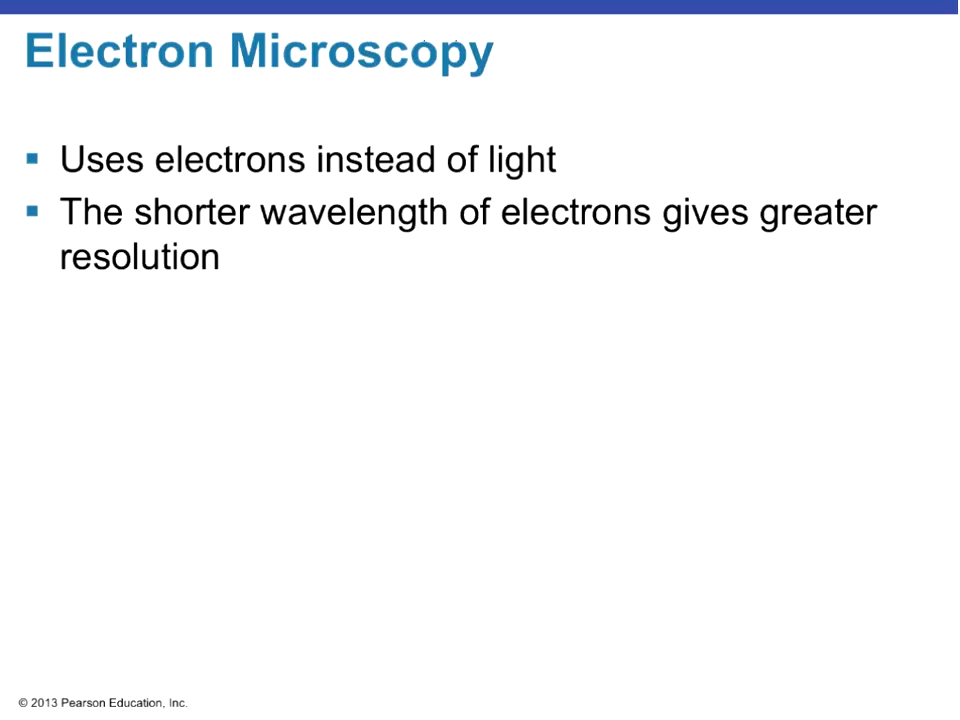 Electron Microscopy
▪ Uses electrons instead of light
▪ The shorter wavelength of electrons gives greater
resolution
© 2013 Pearson Education, Inc.